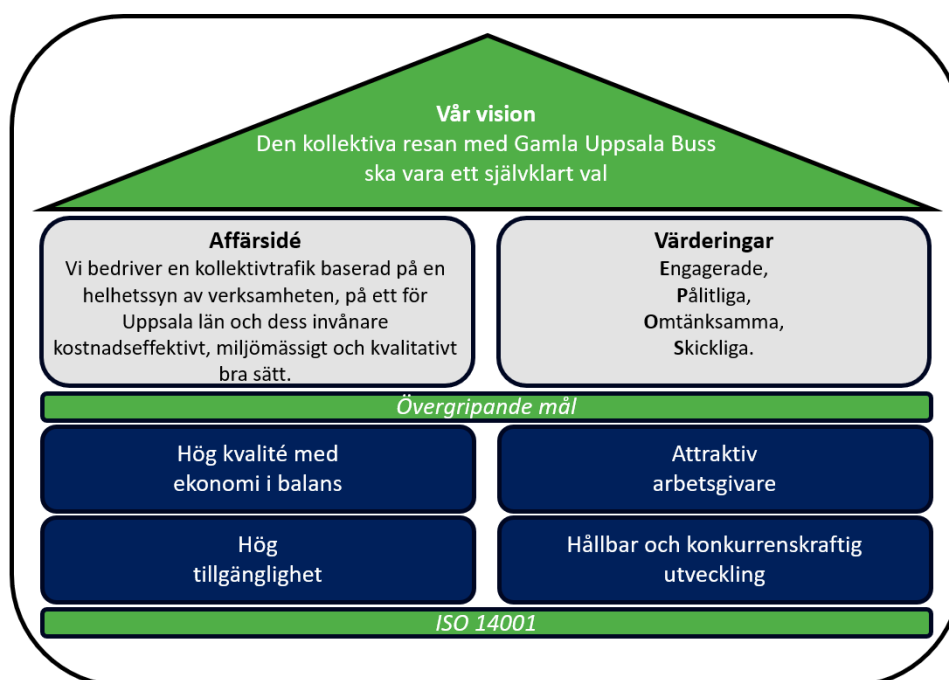 Vår vision
Den kollektiva resan med Gamla Uppsala Buss
ska vara ett självklart val
Affärsidé
Vi bedriver en kollektivtrafik baserad på en
helhetssyn av verksamheten, på ett för
Uppsala län och dess invånare
kostnadseffektivt, miljömässigt och kvalitativt
bra sätt.
Värderingar
Engagerade,
Pålitliga,
Omtänksamma,
Skickliga.
Övergripande mål
Hög kvalité med
ekonomi i balans
Attraktiv
arbetsgivare
Hög
tillgänglighet
Hållbar och konkurrenskraftig
utveckling
ISO 14001